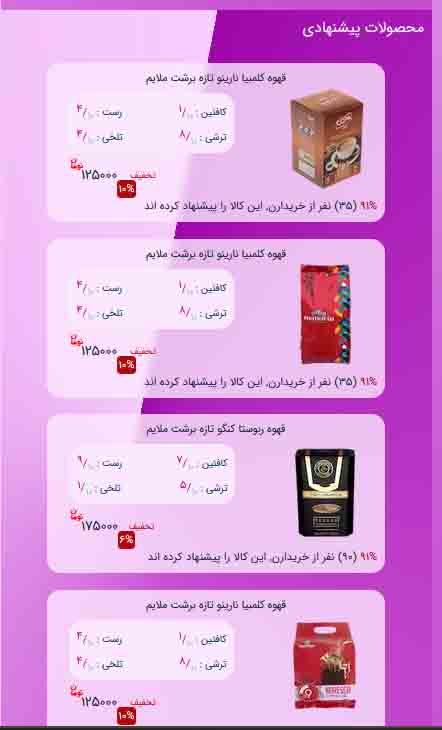 محصولات پیشنهادی
قهوه کلمبیا نارینو تازه برشت ملایم
کافئین : ۱/۱۰ رست : ۴/۱۰
ترشی : ۸/۱۰ تلخی : ۴/۱۰
تخفیف ۱۲۵۰۰۰ تومان
۱۰%
۹۱% (۳۵) نفر از خریدارن, این کالا را پیشنهاد کرده اند
قهوه کلمبیا نارینو تازه برشت ملایم
کافئین : ۱/۱۰ رست : ۴/۱۰
ترشی : ۸/۱۰ تلخی : ۴/۱۰
تخفیف ۱۲۵۰۰۰ تومان
۱۰%
۹۱% (۳۵) نفر از خریدارن, این کالا را پیشنهاد کرده اند
قهوه ربوستا کنگو تازه برشت ملایم
کافئین : ۷/۱۰ رست : ۹/۱۰
ترشی : ۵/۱۰ تلخی : ۱/۱۰
تخفیف ۱۷۵۰۰۰ تومان
۶%
۹۱% (۹۰) نفر از خریدارن, این کالا را پیشنهاد کرده اند
قهوه کلمبیا نارینو تازه برشت ملایم
کافئین : ۱/۱۰ رست : ۴/۱۰
ترشی : ۸/۱۰ تلخی : ۴/۱۰
تخفیف ۱۲۵۰۰۰ تومان
۱۰%